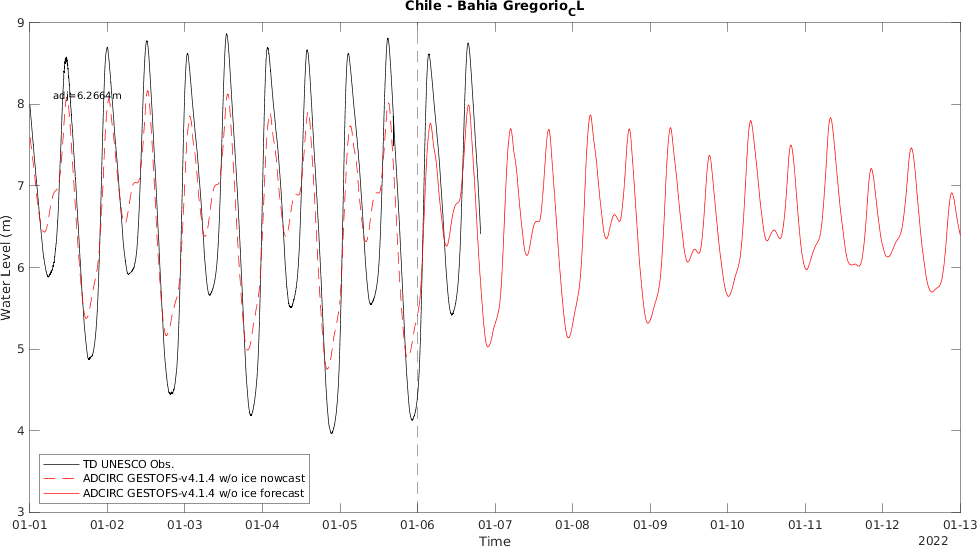 Chile - Bahia Gregorio_CL
9
8
7
6
5
4
3
Water Level (m)
adj=6.2664m
TD UNESCO Obs.
ADCIRC GESTOFS-v4.1.4 w/o ice nowcast
ADCIRC GESTOFS-v4.1.4 w/o ice forecast
01-01 01-02 01-03 01-04 01-05 01-06 01-07 01-08 01-09 01-10 01-11 01-12 01-13
Time
2022